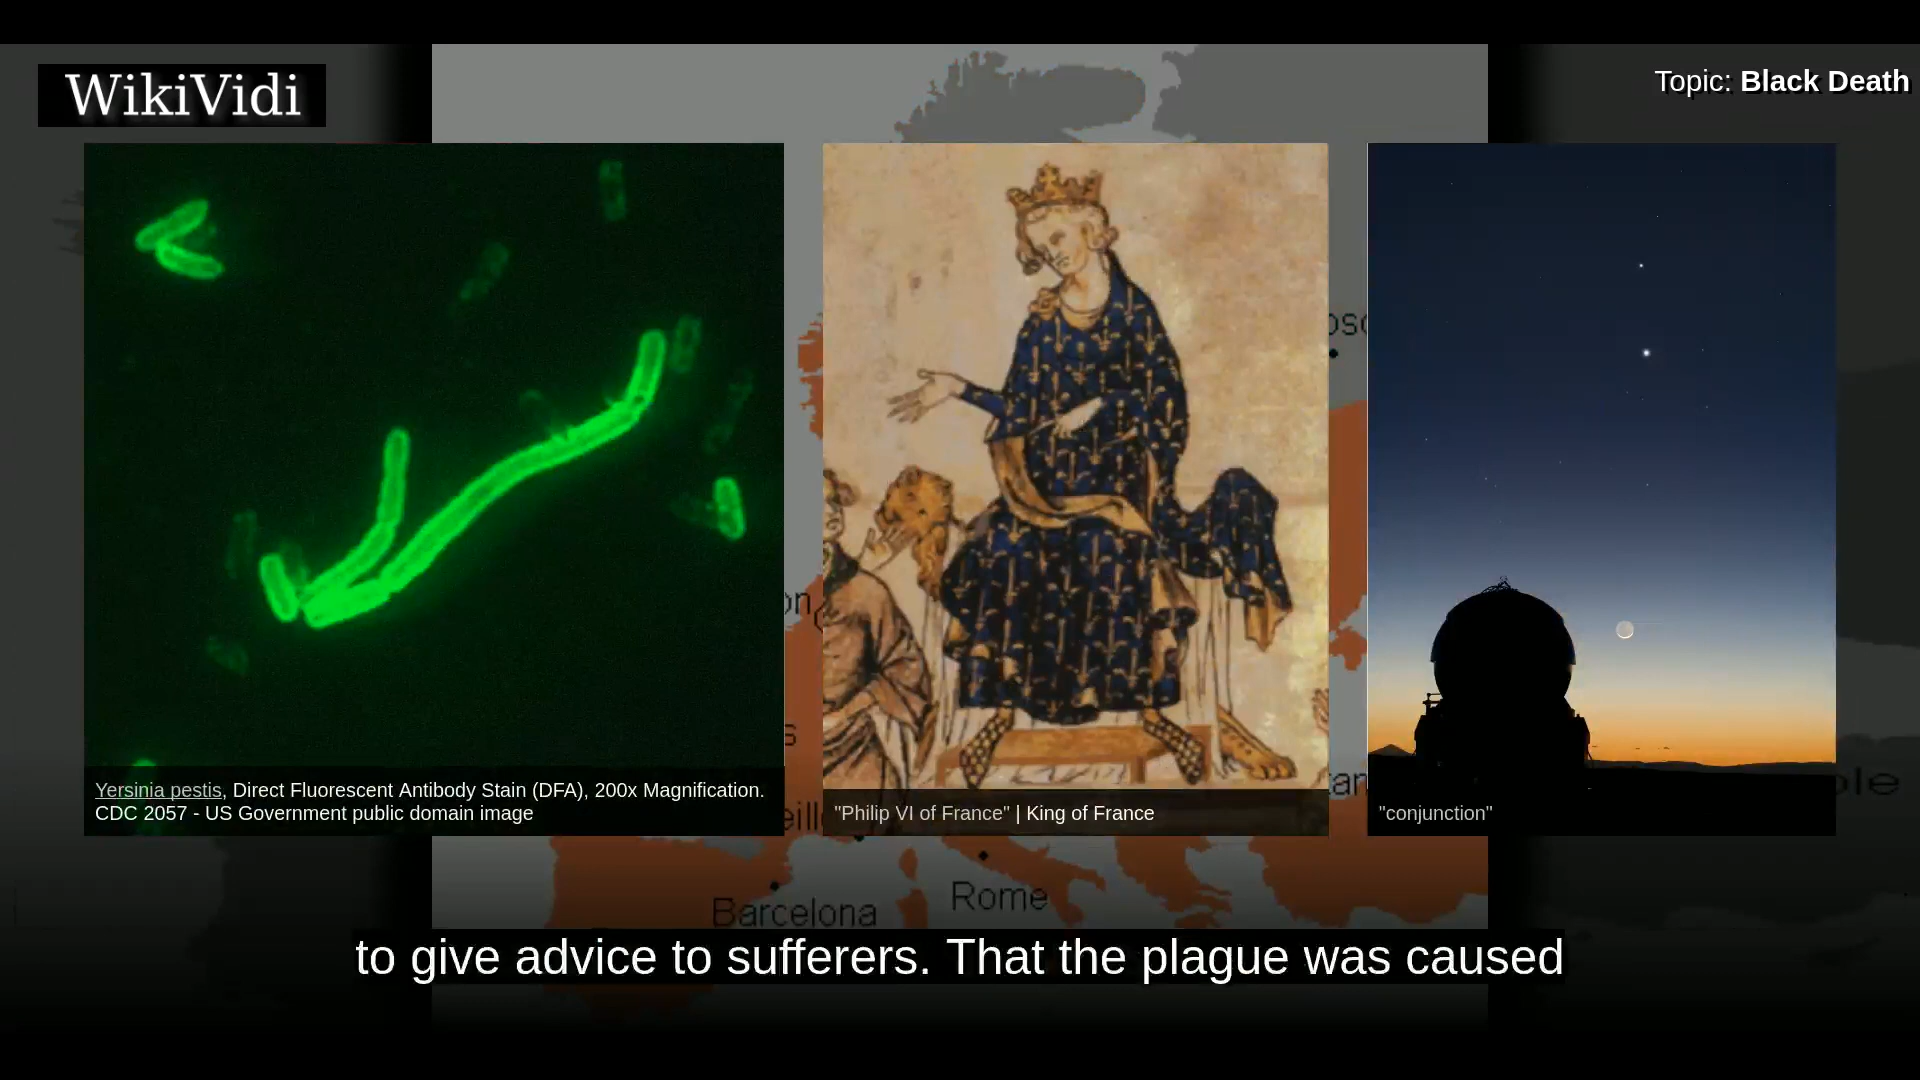 WikiVidi
Topic: Black Death
Yersinia pestis, Direct Fluorescent Antibody Stain (DFA), 200x Magnification.
CDC 2057 - US Government public domain image
"Philip VI of France" | King of France
"conjunction"
Barcelona
Rome
to give advice to sufferers. That the plague was caused